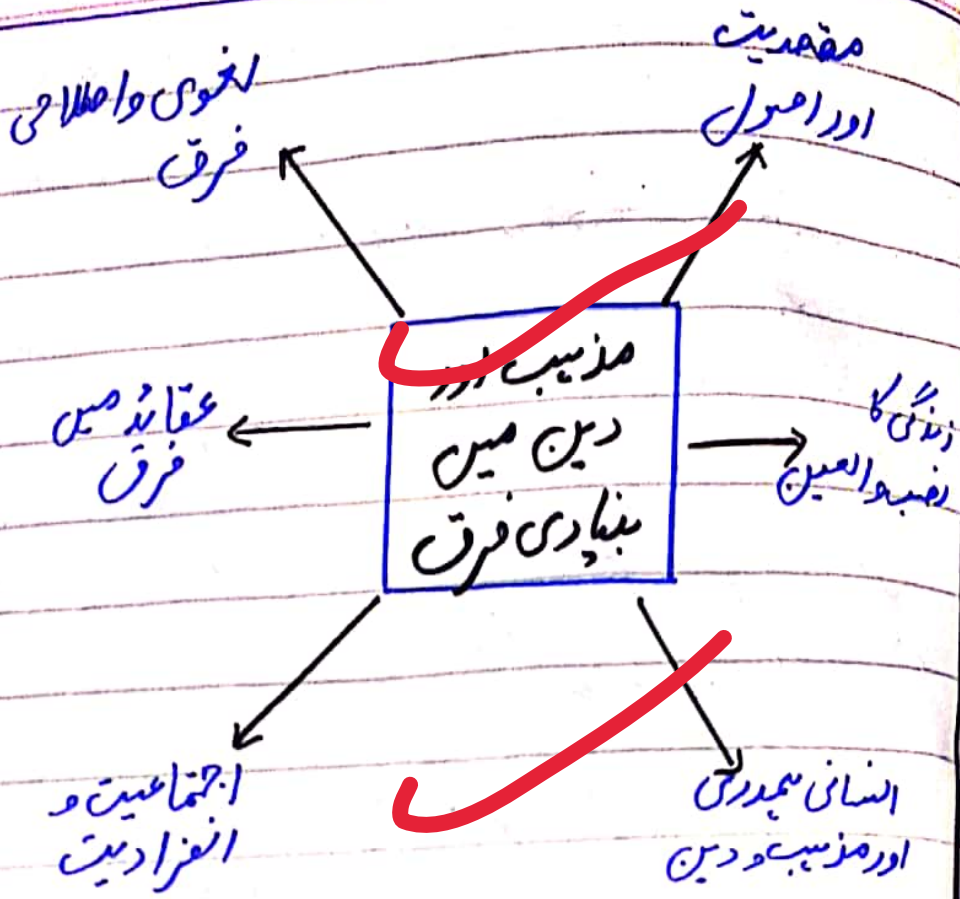 مقصدیت
اور اصول
لغوی و اصطلاحی
فرق
مذہب اور
دین میں
بنیادی فرق
زندگی کا
نصب والعین
عقائد میں
فرق
انسانی ہمدردی
اور مذہب و دین
اجتماعیت و
انفرادیت